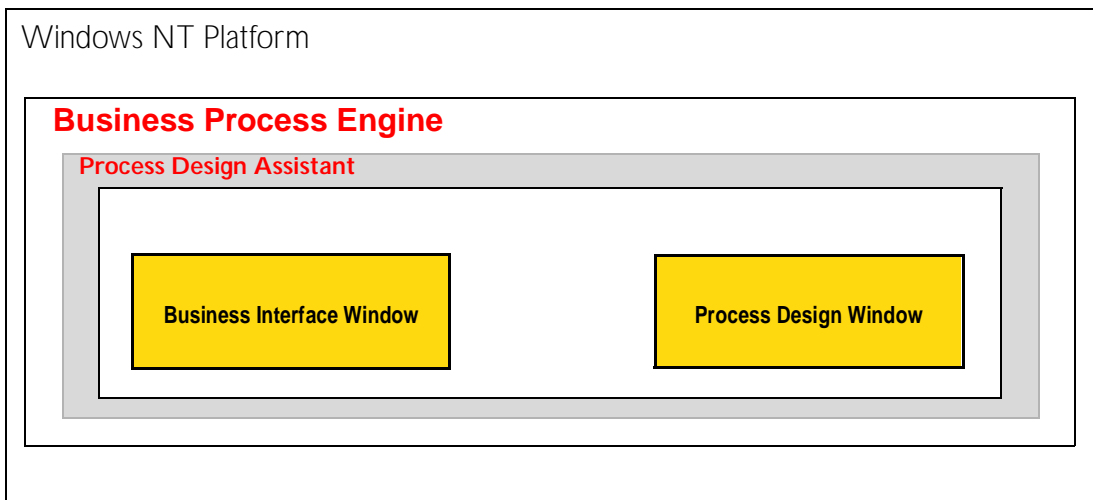 Windows NT Platform
Business Process Engine
Process Design Assistant
Business Interface Window
Process Design Window